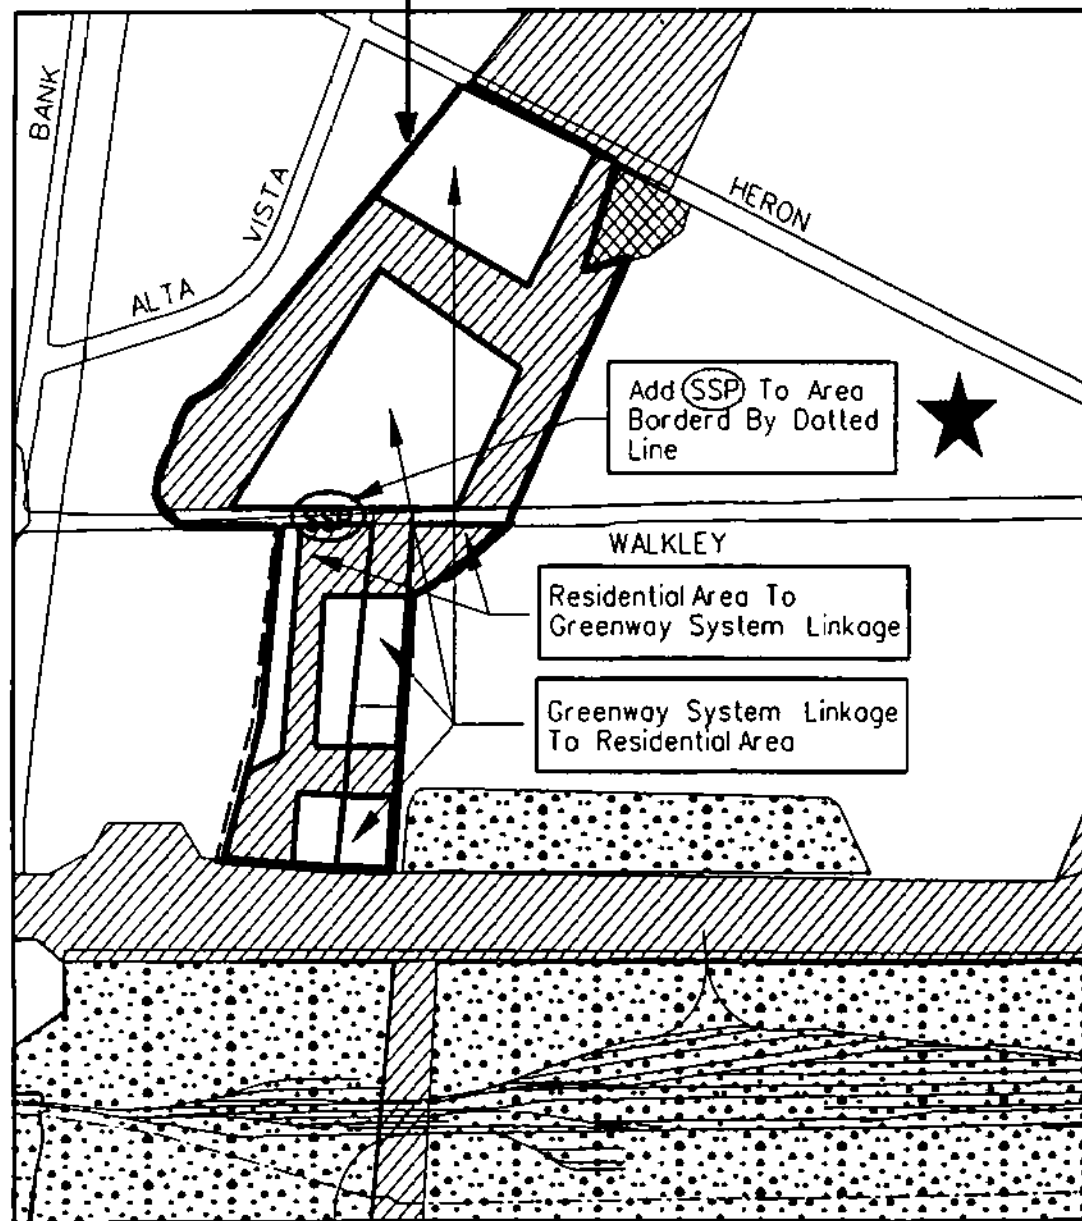 BANK
VISTA
ALTA
HERON
Add SSP To Area
Borderd By Dotted
Line
SSP
WALKLEY
Residential Area To
Greenway System Linkage
Greenway System Linkage
To Residential Area